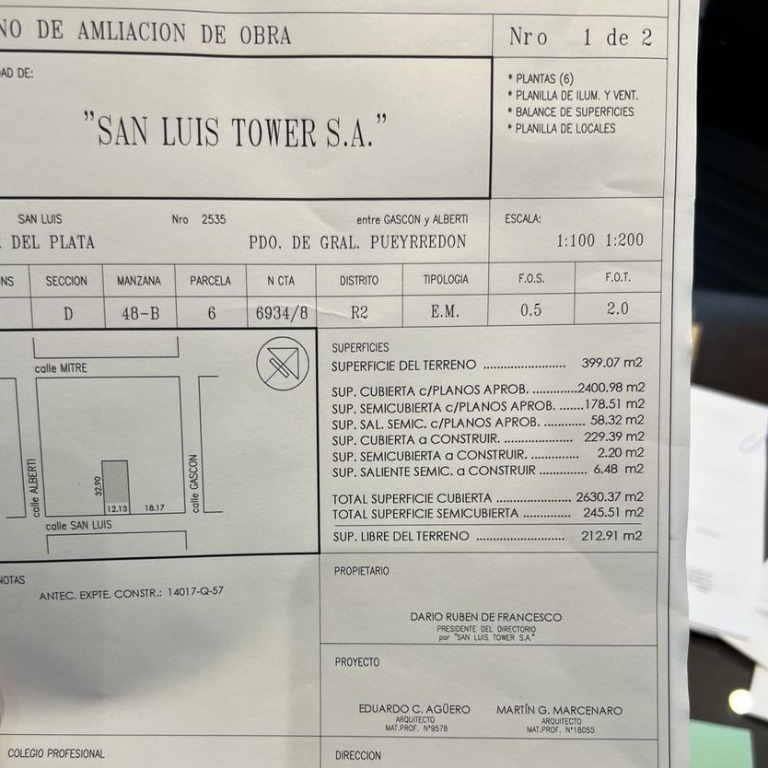 NO DE AMLIACION DE OBRA
Nro 1 de 2
AD DE:
"SAN LUIS TOWER S.A."
* PLANTAS (6)
* PLANILLA DE ILUM. Y VENT.
* BALANCE DE SUPERFICIES
* PLANILLA DE LOCALES
SAN LUIS Nro 2535 entre GASCON y ALBERTI
DEL PLATA PDO. DE GRAL. PUEYRREDON
ESCALA:
1:100 1:200
NS SECCION MANZANA PARCELA N CTA DISTRITO TIPOLOGIA F.O.S. F.O.T.
D 48-B 6 6934/8 R2 E.M. 0.5 2.0
calle MITRE
calle ALBERTI
calle GASCON
32.90
12.13 18.17
calle SAN LUIS
SUPERFICIES
SUPERFICIE DEL TERRENO ........................ 399.07 m2
SUP. CUBIERTA c/PLANOS APROB. .............2400.98 m2
SUP. SEMICUBIERTA c/PLANOS APROB. .......178.51 m2
SUP. SAL. SEMIC. c/PLANOS APROB. ............ 58.32 m2
SUP. CUBIERTA a CONSTRUIR. .................... 229.39 m2
SUP. SEMICUBIERTA a CONSTRUIR. .............. 2.20 m2
SUP. SALIENTE SEMIC. a CONSTRUIR .............. 6.48 m2
TOTAL SUPERFICIE CUBIERTA ...................... 2630.37 m2
TOTAL SUPERFICIE SEMICUBIERTA .............. 245.51 m2
SUP. LIBRE DEL TERRENO .......................... 212.91 m2
NOTAS
ANTEC. EXPTE. CONSTR.: 14017-Q-57
PROPIETARIO
DARIO RUBEN DE FRANCESCO
PRESIDENTE DEL DIRECTORIO
por "SAN LUIS TOWER S.A."
PROYECTO
EDUARDO C. AGÜERO
ARQUITECTO
MAT.PROF. Nº9578
MARTÍN G. MARCENARO
ARQUITECTO
MAT.PROF. Nº18055
COLEGIO PROFESIONAL
DIRECCION